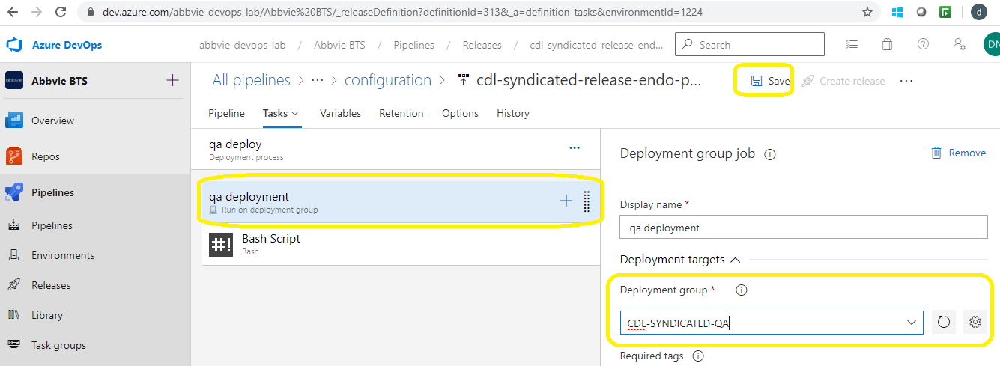 dev.azure.com/abbvie-devops-lab/Abbvie%20BTS/_releaseDefinition?definitionId=313&_a=definition-tasks&environmentId=1224
d
Azure DevOps
abbvie-devops-lab / Abbvie BTS / Pipelines / Releases / cdl-syndicated-release-end...
Search
DN
abbvie
Abbvie BTS
All pipelines > ... > configuration > cdl-syndicated-release-endo-p...
Save
Create release
Pipeline
Tasks
Variables
Retention
Options
History
Overview
Repos
Pipelines
Pipelines
Environments
Releases
Library
Task groups
qa deploy
Deployment process
qa deployment
Run on deployment group
#!
Bash Script
Bash
Deployment group job
Remove
Display name *
qa deployment
Deployment targets
Deployment group *
CDL-SYNDICATED-QA
Required tags